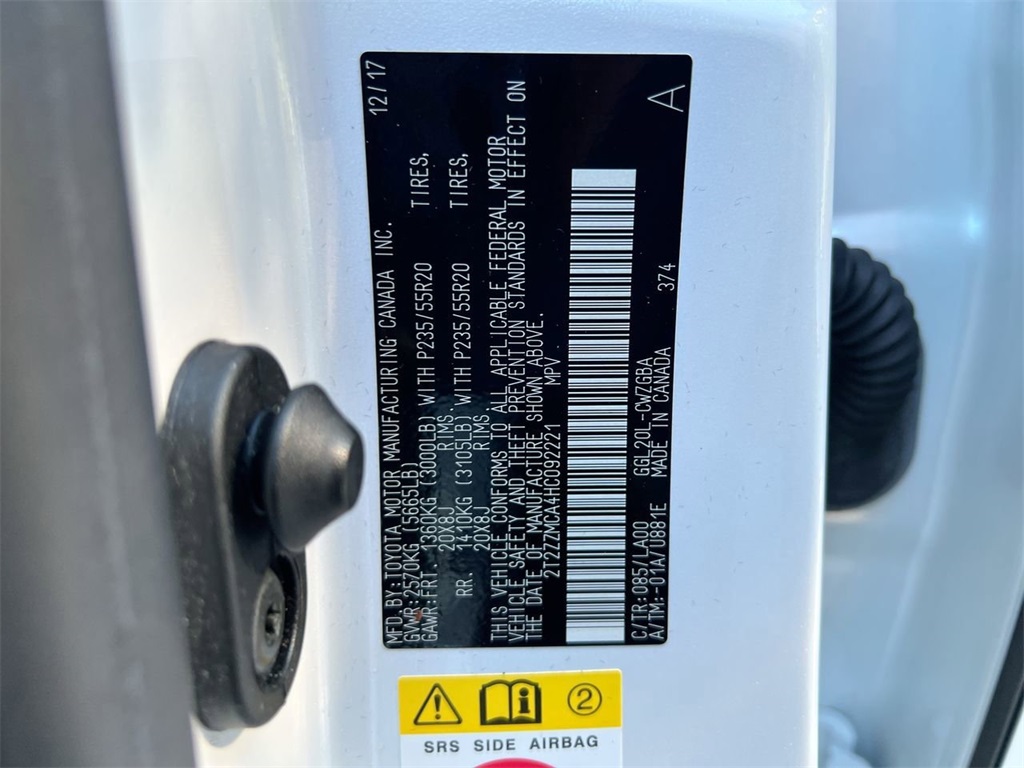 12/17
MFD.BY:TOYOTA MOTOR MANUFACTURING CANADA INC.
GVWR:2570KG (5665LB)
GAWR:FRT. 1360KG (3000LB) WITH P235/55R20 TIRES,
20X8J RIMS.
RR. 1410KG (3105LB) WITH P235/55R20 TIRES,
20X8J RIMS.
THIS VEHICLE CONFORMS TO ALL APPLICABLE FEDERAL MOTOR
VEHICLE SAFETY AND THEFT PREVENTION STANDARDS IN EFFECT ON
THE DATE OF MANUFACTURE SHOWN ABOVE.
2T2ZZMCA4HC092221 MPV
C/TR:085/LA00 GGL20L-CWZGBA 374
A/TM:-01A/U881E MADE IN CANADA
A
2
SRS SIDE AIRBAG